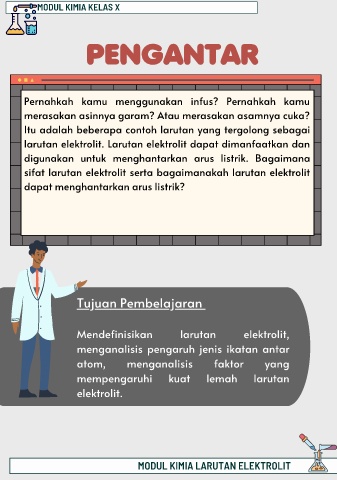 MODUL KIMIA KELAS X
PENGANTAR
Pernahkah kamu menggunakan infus? Pernahkah kamu
merasakan asinnya garam? Atau merasakan asamnya cuka?
Itu adalah beberapa contoh larutan yang tergolong sebagai
larutan elektrolit. Larutan elektrolit dapat dimanfaatkan dan
digunakan untuk menghantarkan arus listrik. Bagaimana
sifat larutan elektrolit serta bagaimanakah larutan elektrolit
dapat menghantarkan arus listrik?
Tujuan Pembelajaran
Mendefinisikan larutan elektrolit,
menganalisis pengaruh jenis ikatan antar
atom, menganalisis faktor yang
mempengaruhi kuat lemah larutan
elektrolit.
MODUL KIMIA LARUTAN ELEKTROLIT